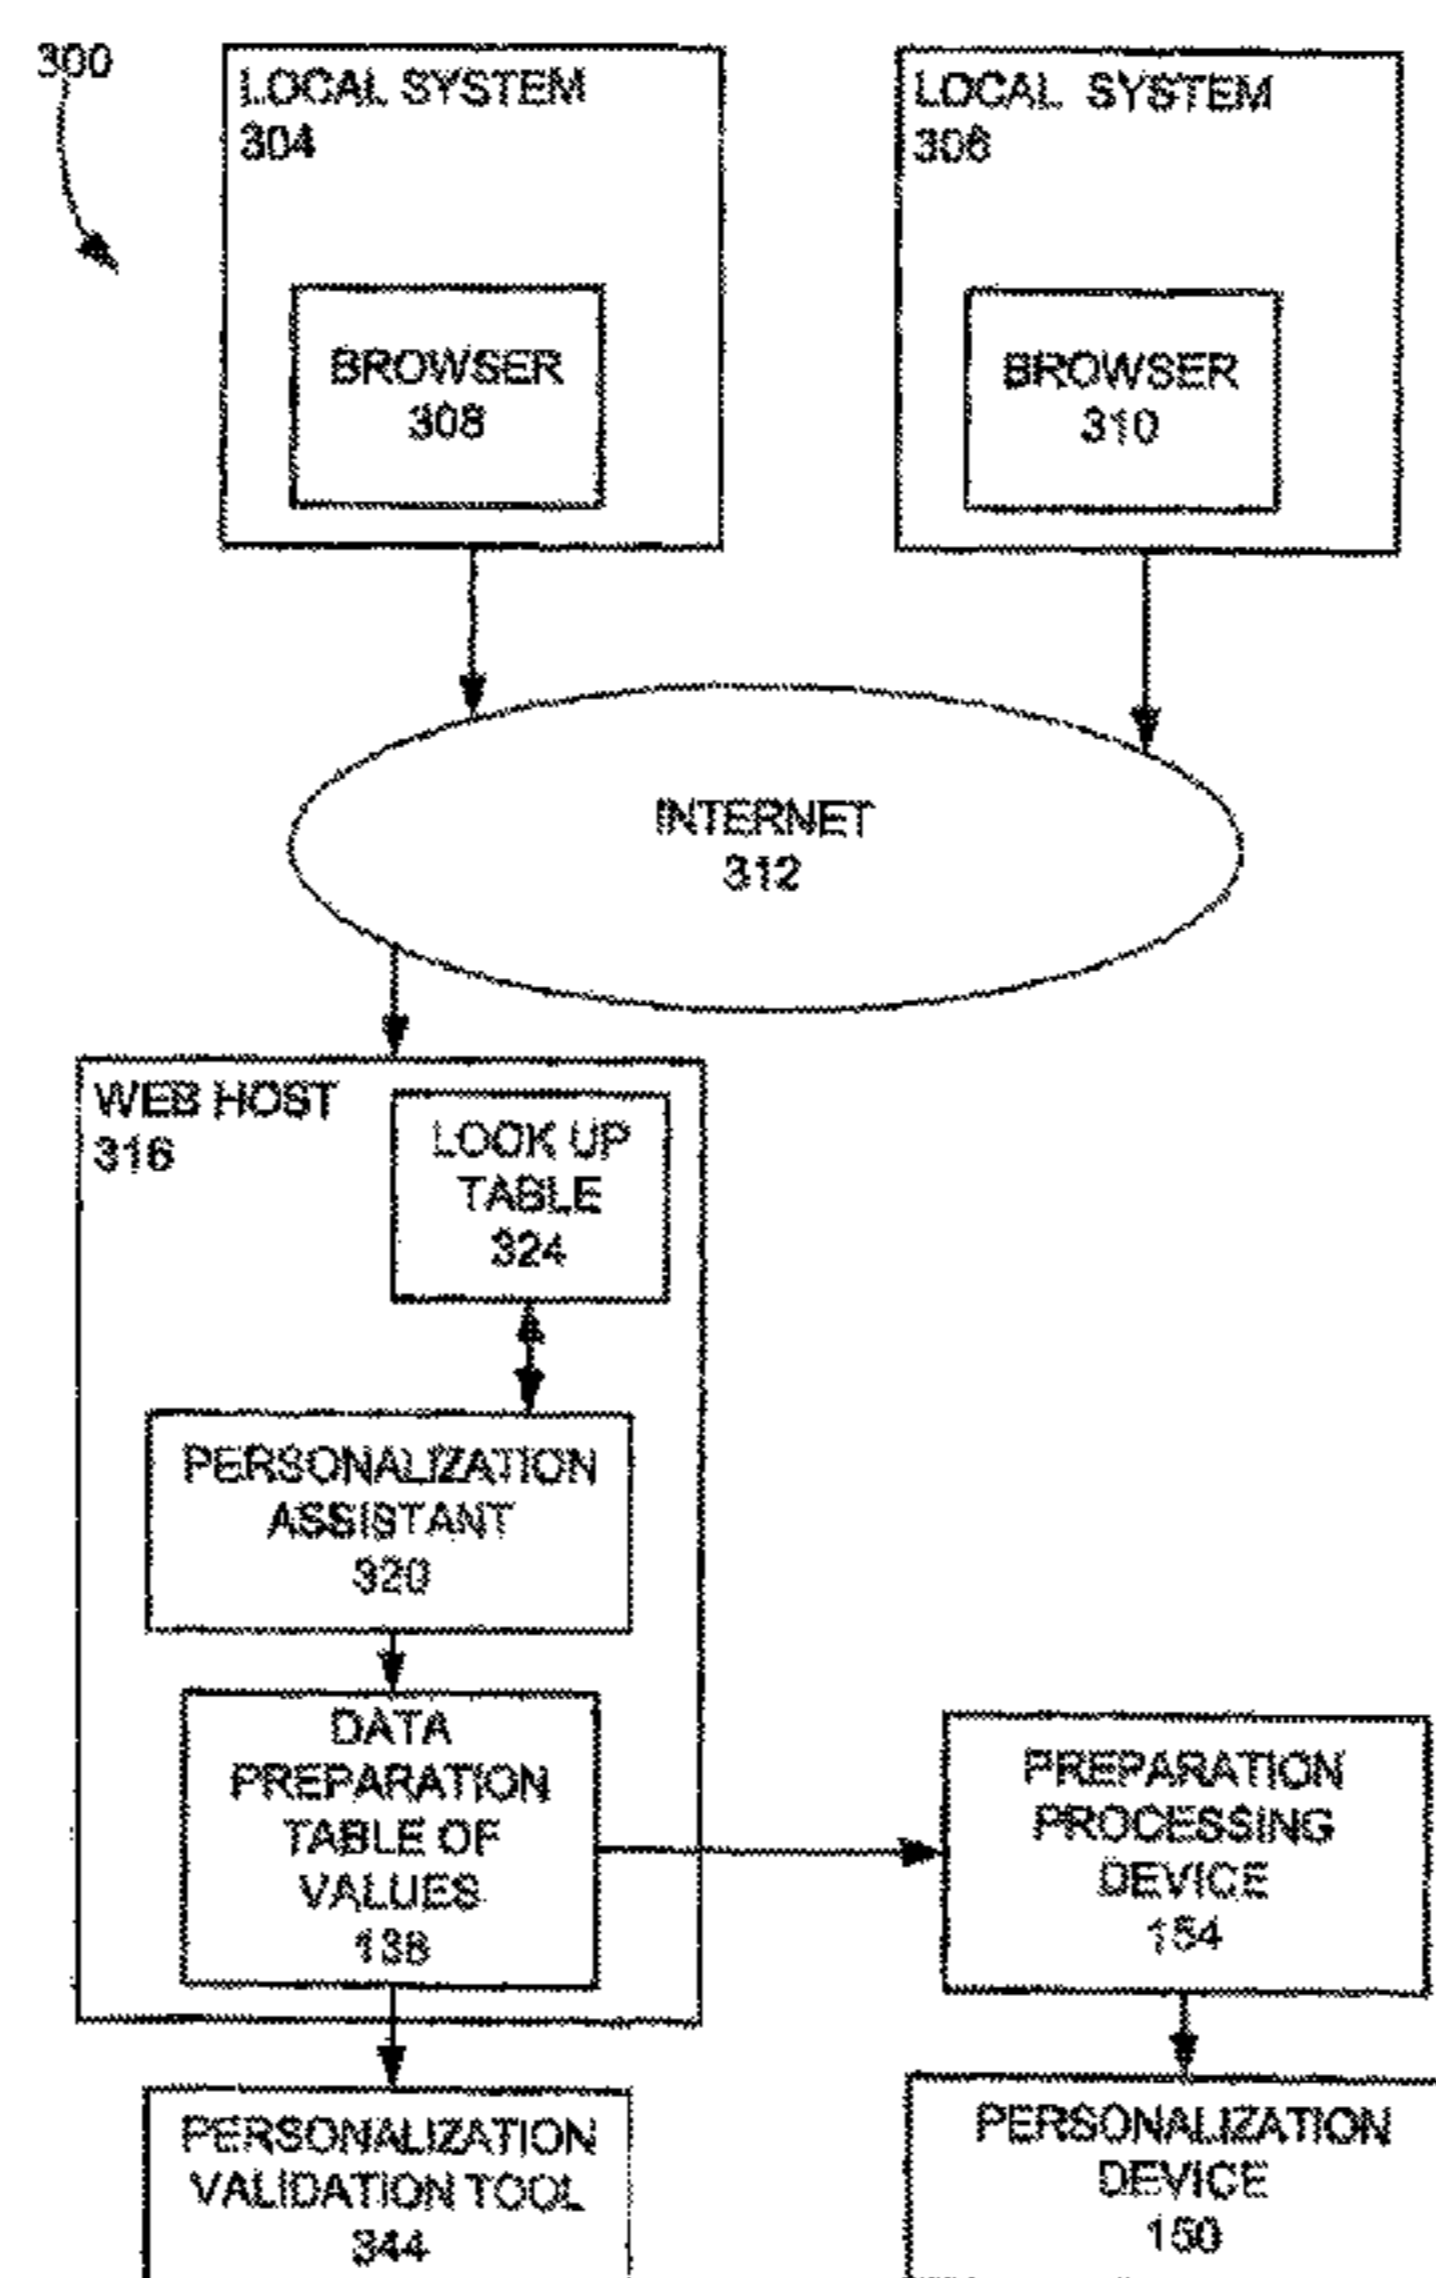 300
LOCAL SYSTEM
304
LOCAL SYSTEM
306
BROWSER
308
BROWSER
310
INTERNET
312
WEB HOST
316
LOOK UP
TABLE
324
PERSONALIZATION
ASSISTANT
320
DATA
PREPARATION
TABLE OF
VALUES
138
PREPARATION
PROCESSING
DEVICE
154
PERSONALIZATION
VALIDATION TOOL
344
PERSONALIZATION
DEVICE
150